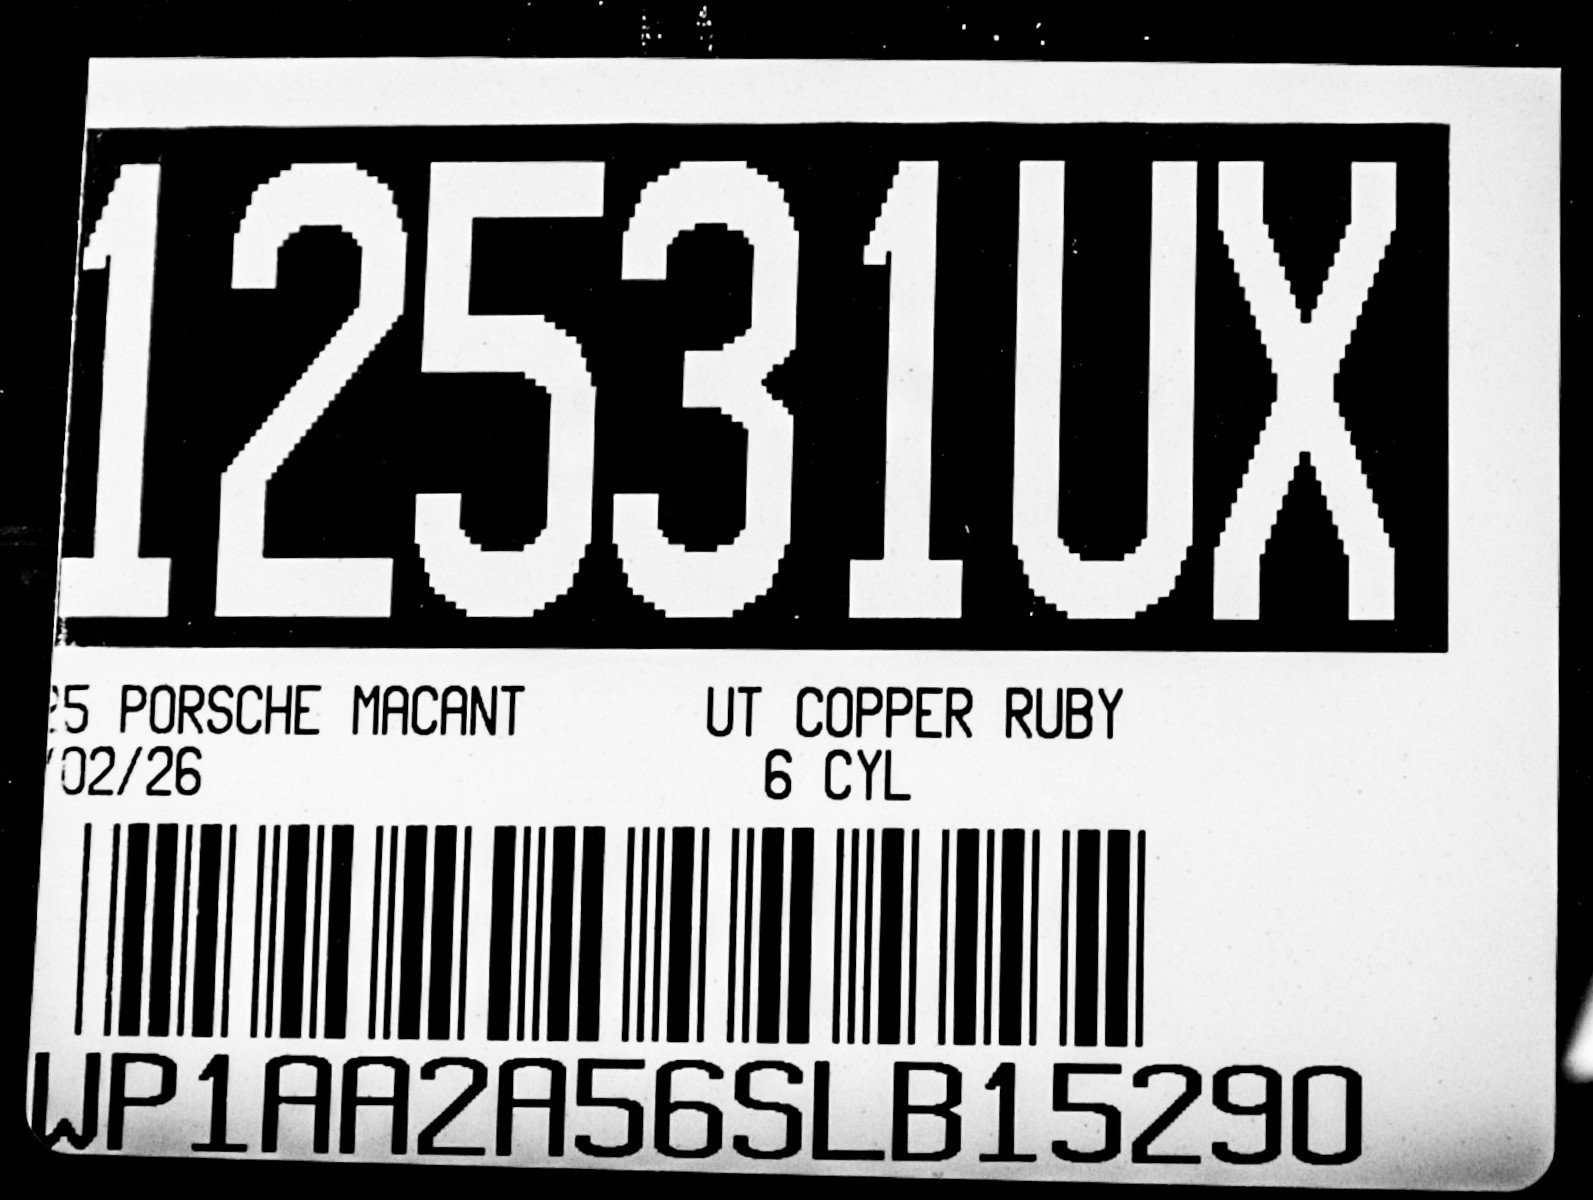 12531UX
25 PORSCHE MACANT UT COPPER RUBY
/02/26 6 CYL
WP1AA2A56SLB15290